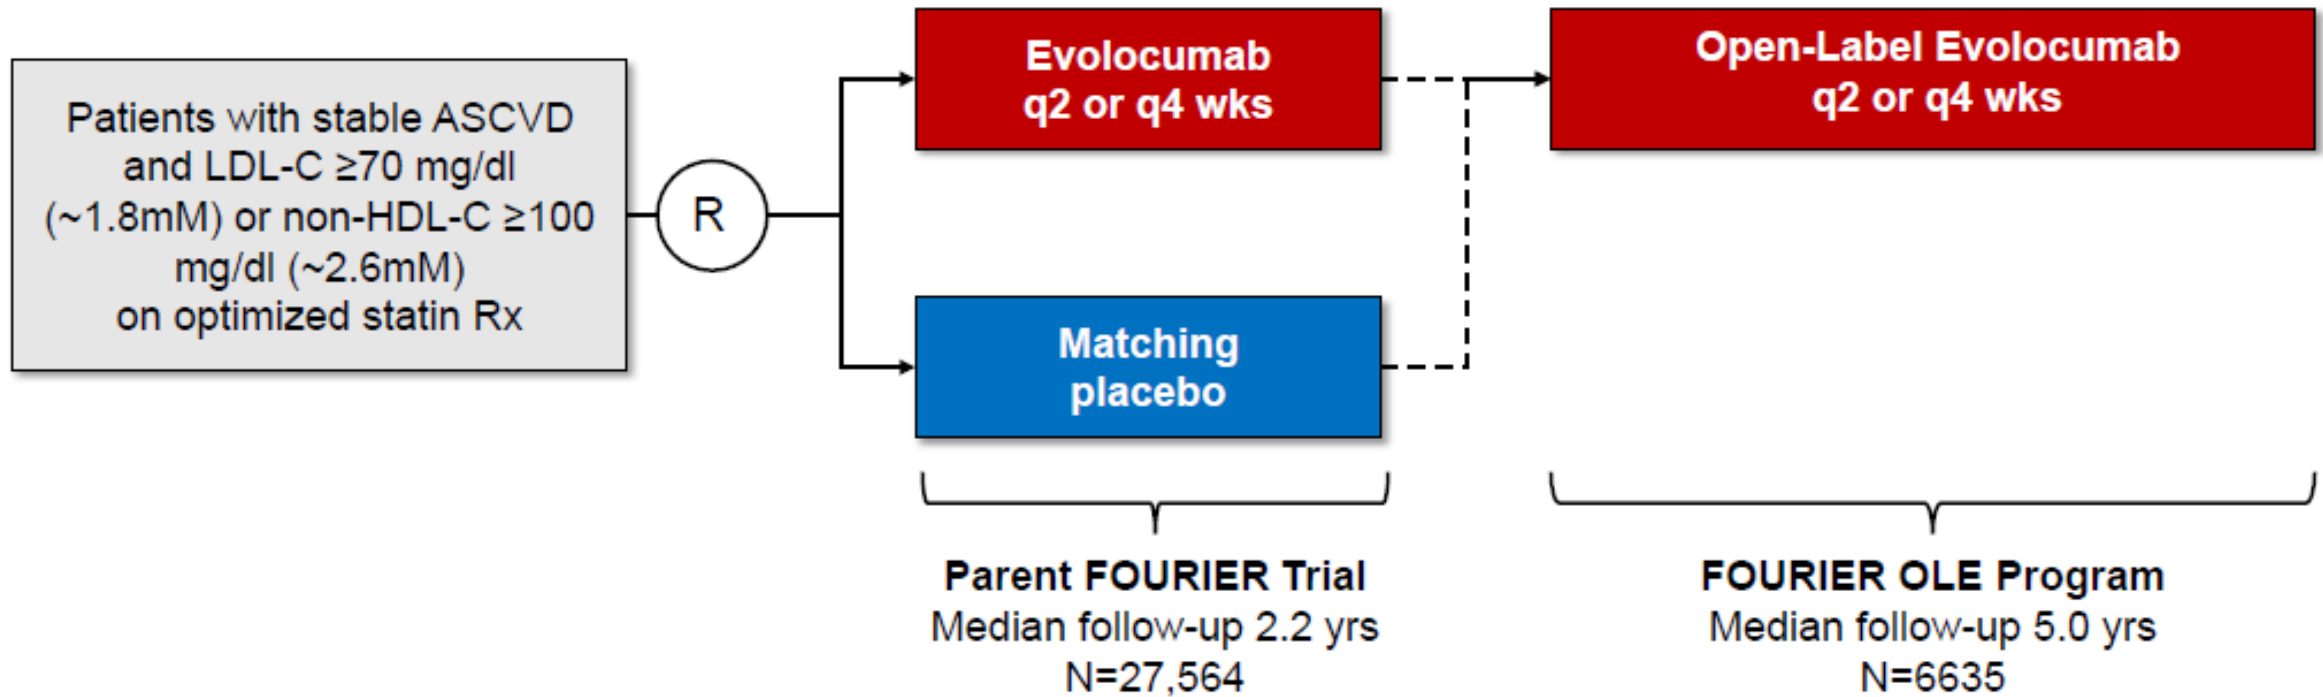 Patients with stable ASCVD
and LDL-C ≥70 mg/dl
(~1.8mM) or non-HDL-C ≥100
mg/dl (~2.6mM)
on optimized statin Rx
R
Evolocumab
q2 or q4 wks
Matching
placebo
Open-Label Evolocumab
q2 or q4 wks
Parent FOURIER Trial
Median follow-up 2.2 yrs
N=27,564
FOURIER OLE Program
Median follow-up 5.0 yrs
N=6635